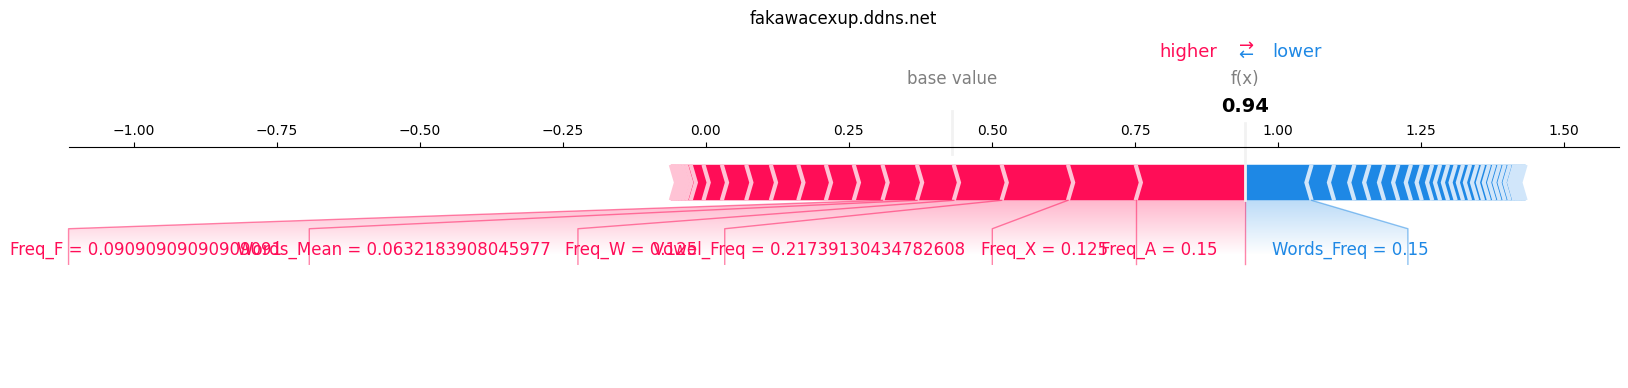 fakawacexup.ddns.net
higher ⇄ lower
base value f(x)
0.94
−1.00 −0.75 −0.50 −0.25 0.00 0.25 0.50 0.75 1.00 1.25 1.50
Freq_F = 0.09090909090909091 Words_Mean = 0.0632183908045977 Freq_W = 0.125 Vowel_Freq = 0.21739130434782608 Freq_X = 0.125 Freq_A = 0.15 Words_Freq = 0.15